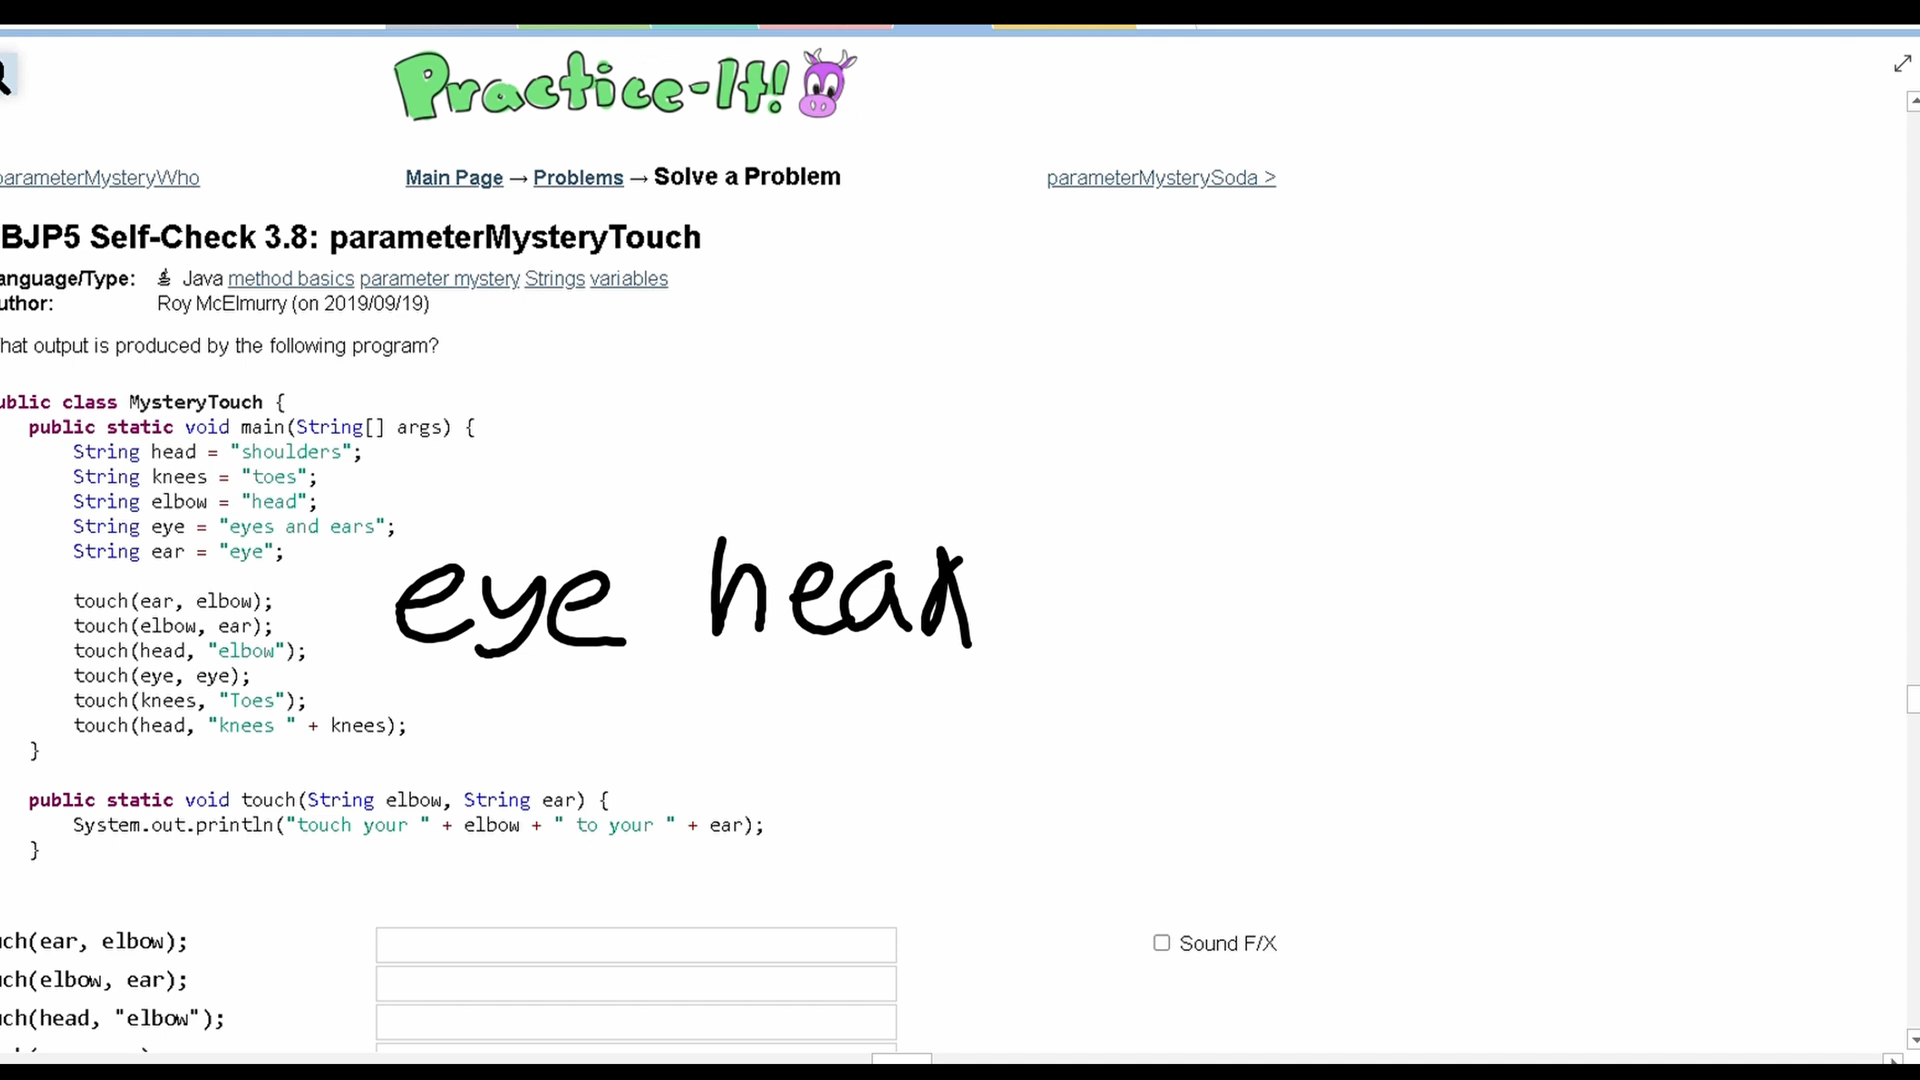 Practice-It!
parameterMysteryWho
Main Page → Problems → Solve a Problem
parameterMysterySoda >
BJP5 Self-Check 3.8: parameterMysteryTouch
anguage/Type: Java method basics parameter mystery Strings variables
uthor: Roy McElmurry (on 2019/09/19)
hat output is produced by the following program?
ublic class MysteryTouch {
public static void main(String[] args) {
String head = "shoulders";
String knees = "toes";
String elbow = "head";
String eye = "eyes and ears";
String ear = "eye";
eye head
touch(ear, elbow);
touch(elbow, ear);
touch(head, "elbow");
touch(eye, eye);
touch(knees, "Toes");
touch(head, "knees " + knees);
}
public static void touch(String elbow, String ear) {
System.out.println("touch your " + elbow + " to your " + ear);
}
uch(ear, elbow);
Sound F/X
uch(elbow, ear);
uch(head, "elbow");